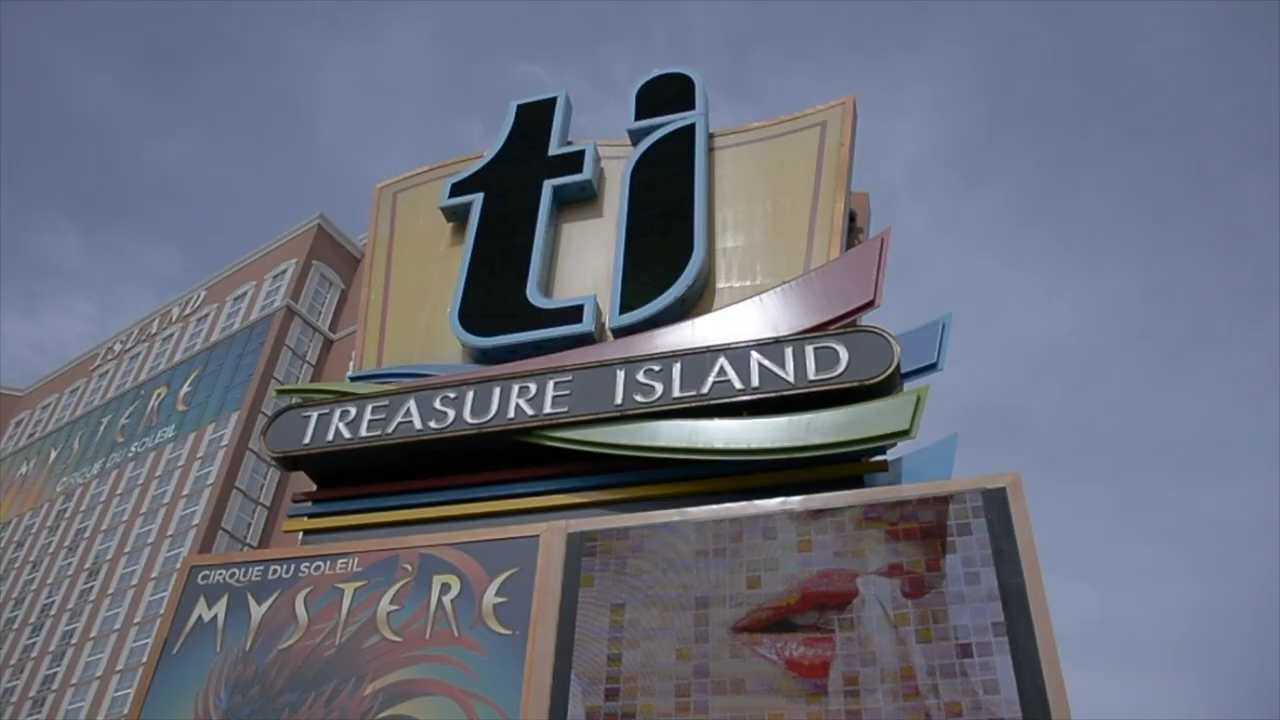 ti
TREASURE ISLAND
ISLAND
MYSTÈRE
CIRQUE DU SOLEIL
CIRQUE DU SOLEIL
MYSTÈRE